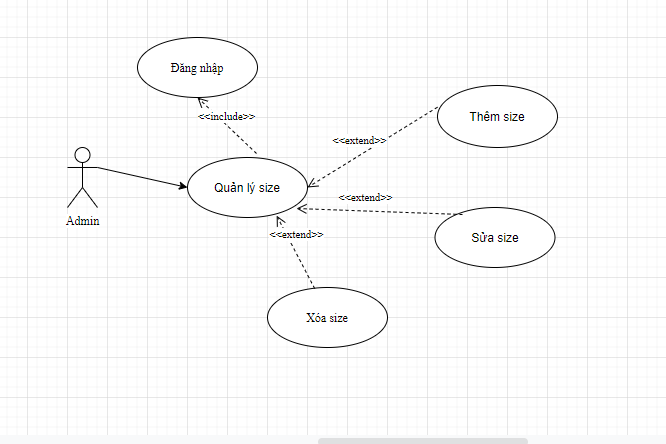 Đăng nhập
<<include>>
Thêm size
<<extend>>
Quản lý size
<<extend>>
Admin
Sửa size
<<extend>>
Xóa size